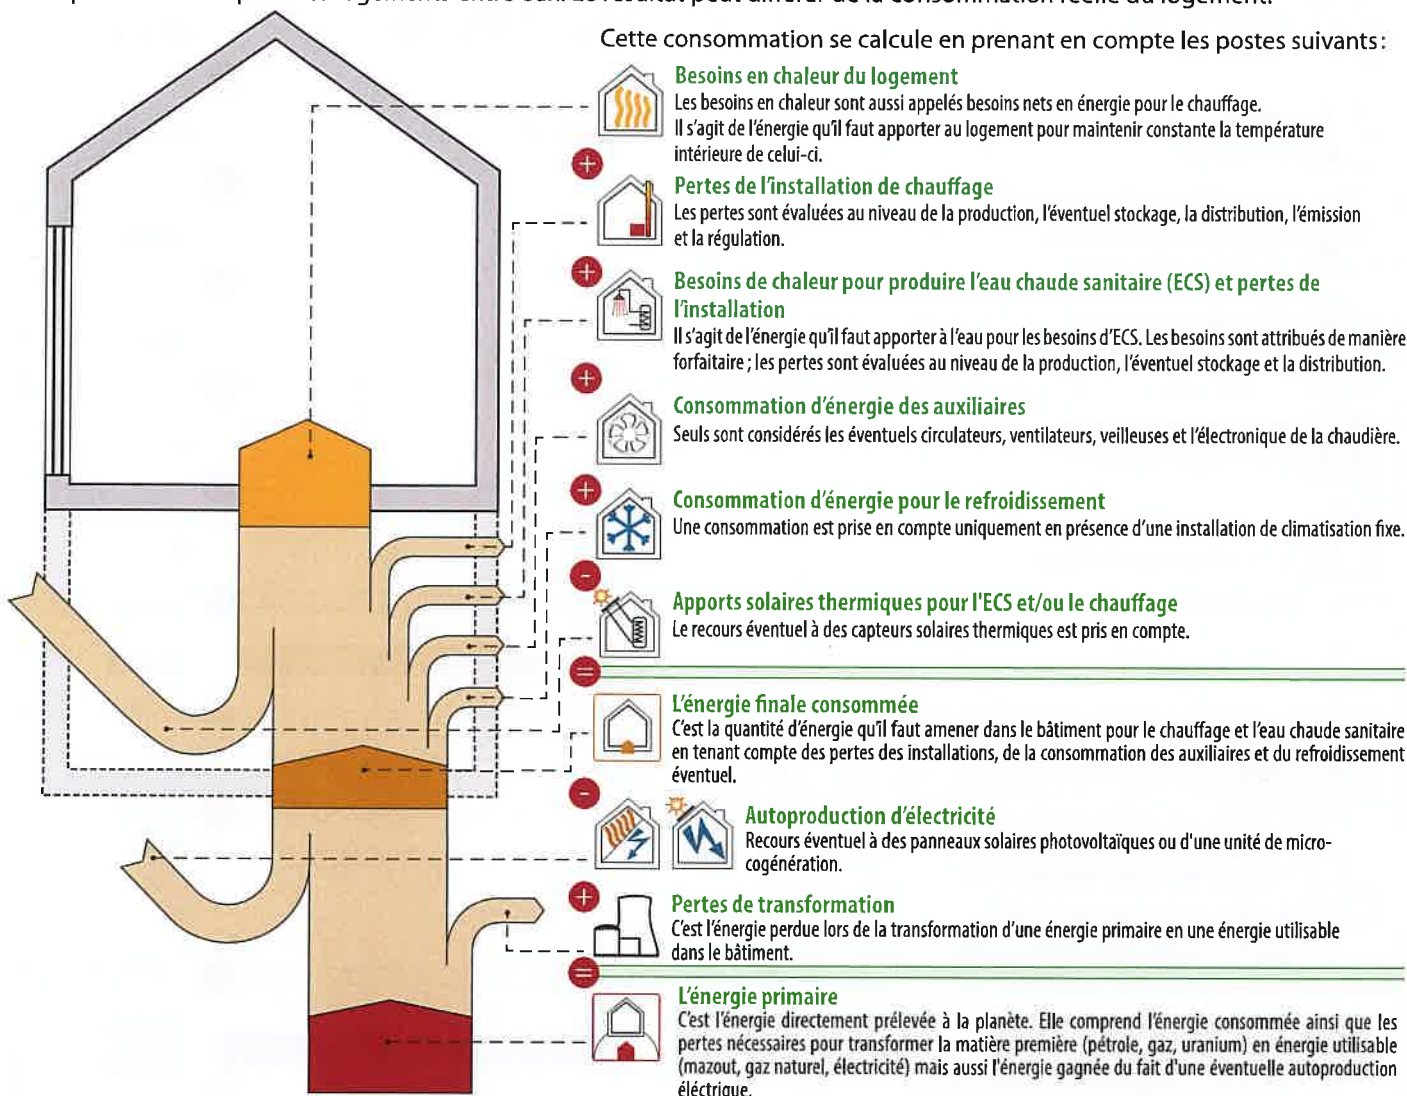 logements entre eux. Le résultat peut différer de la consommation réelle du logement.
Cette consommation se calcule en prenant en compte les postes suivants :
Besoins en chaleur du logement
Les besoins en chaleur sont aussi appelés besoins nets en énergie pour le chauffage.
Il s'agit de l'énergie qu'il faut apporter au logement pour maintenir constante la température
intérieure de celui-ci.
+
Pertes de l'installation de chauffage
Les pertes sont évaluées au niveau de la production, l'éventuel stockage, la distribution, l'émission
et la régulation.
+
Besoins de chaleur pour produire l'eau chaude sanitaire (ECS) et pertes de
l'installation
Il s'agit de l'énergie qu'il faut apporter à l'eau pour les besoins d'ECS. Les besoins sont attribués de manière
forfaitaire ; les pertes sont évaluées au niveau de la production, l'éventuel stockage et la distribution.
+
Consommation d'énergie des auxiliaires
Seuls sont considérés les éventuels circulateurs, ventilateurs, veilleuses et l'électronique de la chaudière.
+
Consommation d'énergie pour le refroidissement
Une consommation est prise en compte uniquement en présence d'une installation de climatisation fixe.
-
Apports solaires thermiques pour l'ECS et/ou le chauffage
Le recours éventuel à des capteurs solaires thermiques est pris en compte.
=
L'énergie finale consommée
C'est la quantité d'énergie qu'il faut amener dans le bâtiment pour le chauffage et l'eau chaude sanitaire
en tenant compte des pertes des installations, de la consommation des auxiliaires et du refroidissement
éventuel.
-
Autoproduction d'électricité
Recours éventuel à des panneaux solaires photovoltaïques ou d'une unité de micro-
cogénération.
+
Pertes de transformation
C'est l'énergie perdue lors de la transformation d'une énergie primaire en une énergie utilisable
dans le bâtiment.
=
L'énergie primaire
C'est l'énergie directement prélevée à la planète. Elle comprend l'énergie consommée ainsi que les
pertes nécessaires pour transformer la matière première (pétrole, gaz, uranium) en énergie utilisable
(mazout, gaz naturel, électricité) mais aussi l'énergie gagnée du fait d'une éventuelle autoproduction
éléctrique.